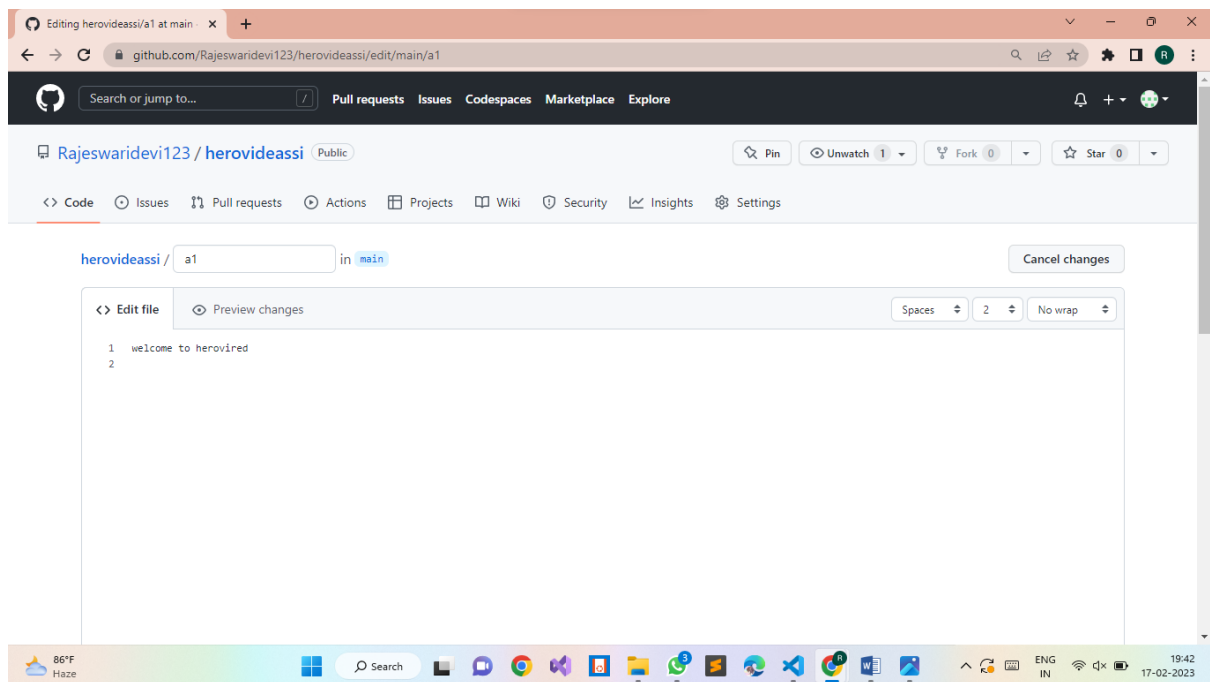 Editing herovideassi/a1 at main ·
github.com/Rajeswaridevi123/herovideassi/edit/main/a1
R
Search or jump to... / Pull requests Issues Codespaces Marketplace Explore
Rajeswaridevi123 / herovideassi Public Pin Unwatch 1 Fork 0 Star 0
Code Issues Pull requests Actions Projects Wiki Security Insights Settings
herovideassi / a1 in main Cancel changes
<> Edit file Preview changes Spaces 2 No wrap
1 welcome to herovired
2
86°F
Haze
Search
3
R
ENG
IN
19:42
17-02-2023